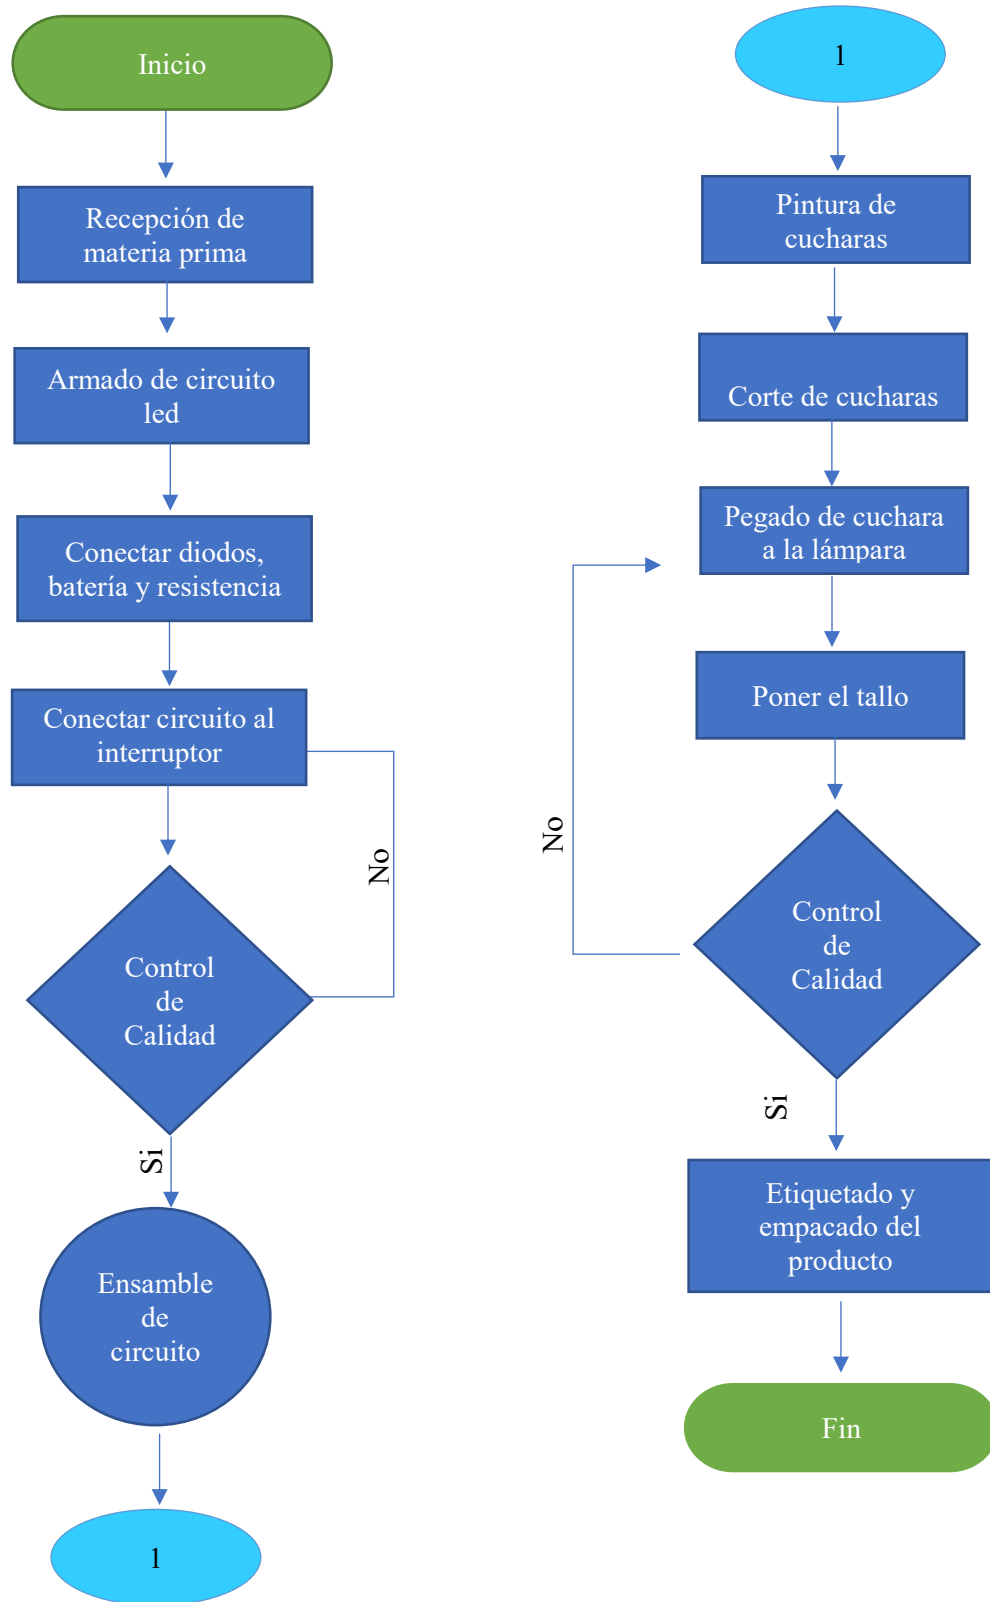 Inicio
Recepción de
materia prima
Armado de circuito
led
Conectar diodos,
batería y resistencia
Conectar circuito al
interruptor
No
Control
de
Calidad
Si
Ensamble
de
circuito
1
1
Pintura de
cucharas
Corte de cucharas
Pegado de cuchara
a la lámpara
Poner el tallo
No
Control
de
Calidad
Si
Etiquetado y
empacado del
producto
Fin